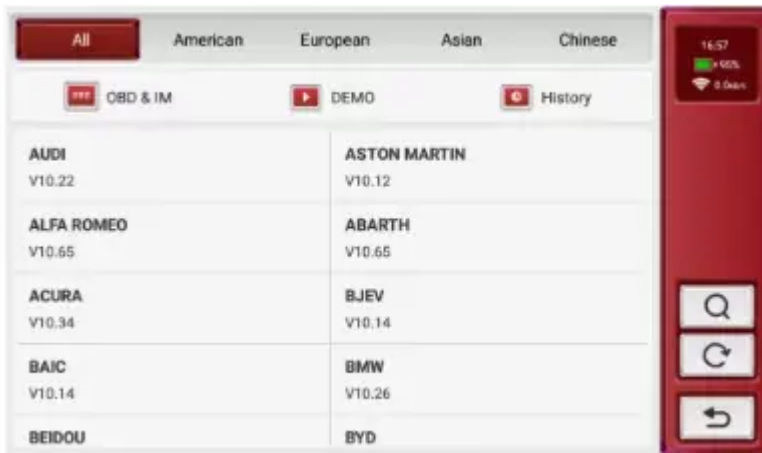 All American European Asian Chinese
16:57
95%
OBD & IM DEMO History
AUDI ASTON MARTIN
V10.22 V10.12
ALFA ROMEO ABARTH
V10.65 V10.65
ACURA BJEV
V10.34 V10.14
BAIC BMW
V10.14 V10.26
BEIDOU BYD